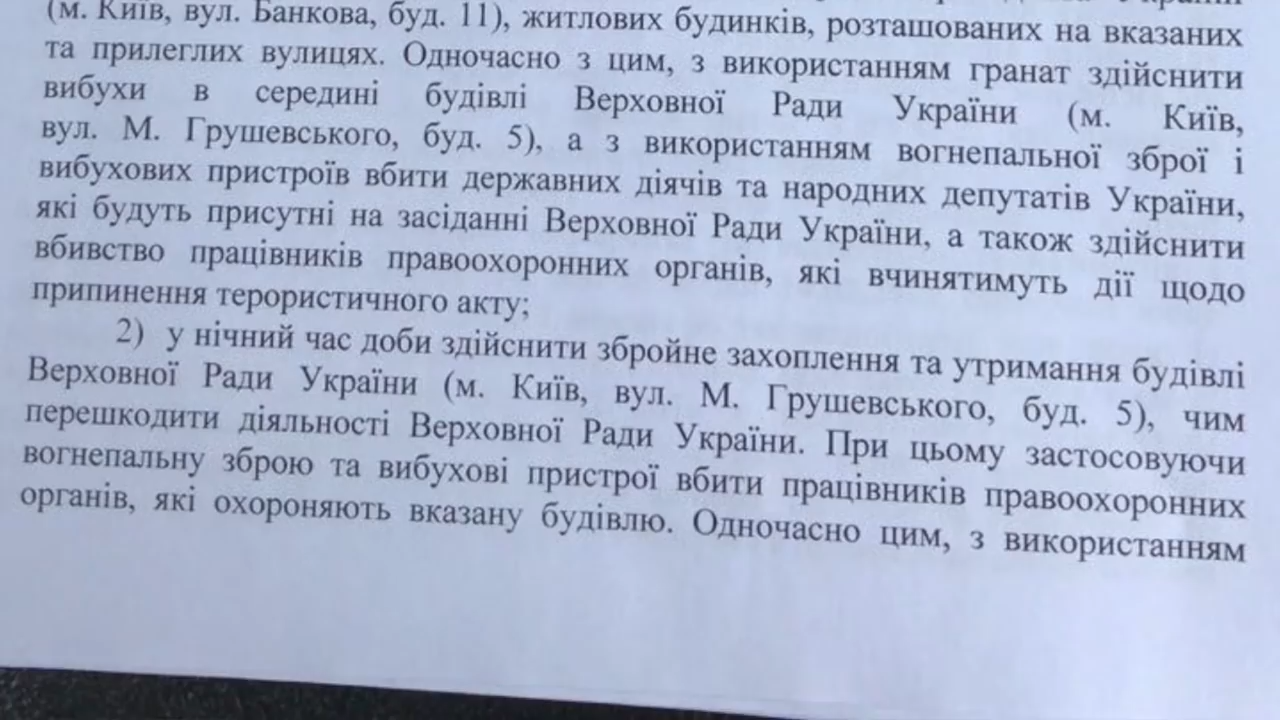 (м. Київ, вул. Банкова, буд. 11), житлових будинків, розташованих на вказаних
та прилеглих вулицях. Одночасно з цим, з використанням гранат здійснити
вибухи в середині будівлі Верховної Ради України (м. Київ,
вул. М. Грушевського, буд. 5), а з використанням вогнепальної зброї і
вибухових пристроїв вбити державних діячів та народних депутатів України,
які будуть присутні на засіданні Верховної Ради України, а також здійснити
вбивство працівників правоохоронних органів, які вчинятимуть дії щодо
припинення терористичного акту;
2) у нічний час доби здійснити збройне захоплення та утримання будівлі
Верховної Ради України (м. Київ, вул. М. Грушевського, буд. 5), чим
перешкодити діяльності Верховної Ради України. При цьому застосовуючи
вогнепальну зброю та вибухові пристрої вбити працівників правоохоронних
органів, які охороняють вказану будівлю. Одночасно цим, з використанням